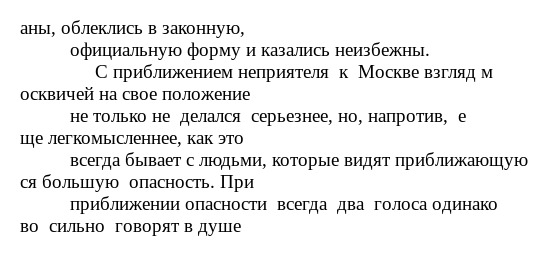 аны, облеклись в законную,
официальную форму и казались неизбежны.
С приближением неприятеля к Москве взгляд м
осквичей на свое положение
не только не делался серьезнее, но, напротив, е
ще легкомысленнее, как это
всегда бывает с людьми, которые видят приближающую
ся большую опасность. При
приближении опасности всегда два голоса одинако
во сильно говорят в душе